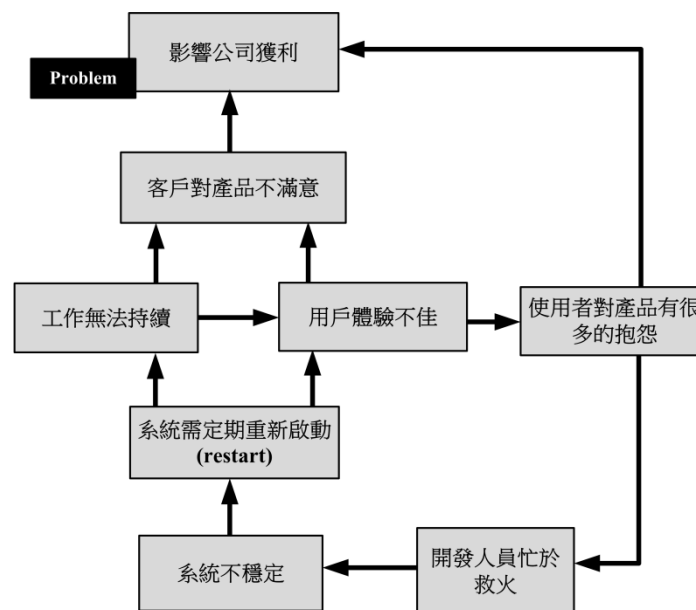 影響公司獲利
Problem
客戶對產品不滿意
工作無法持續
用戶體驗不佳
使用者對產品有很
多的抱怨
系統需定期重新啟動
(restart)
系統不穩定
開發人員忙於
救火